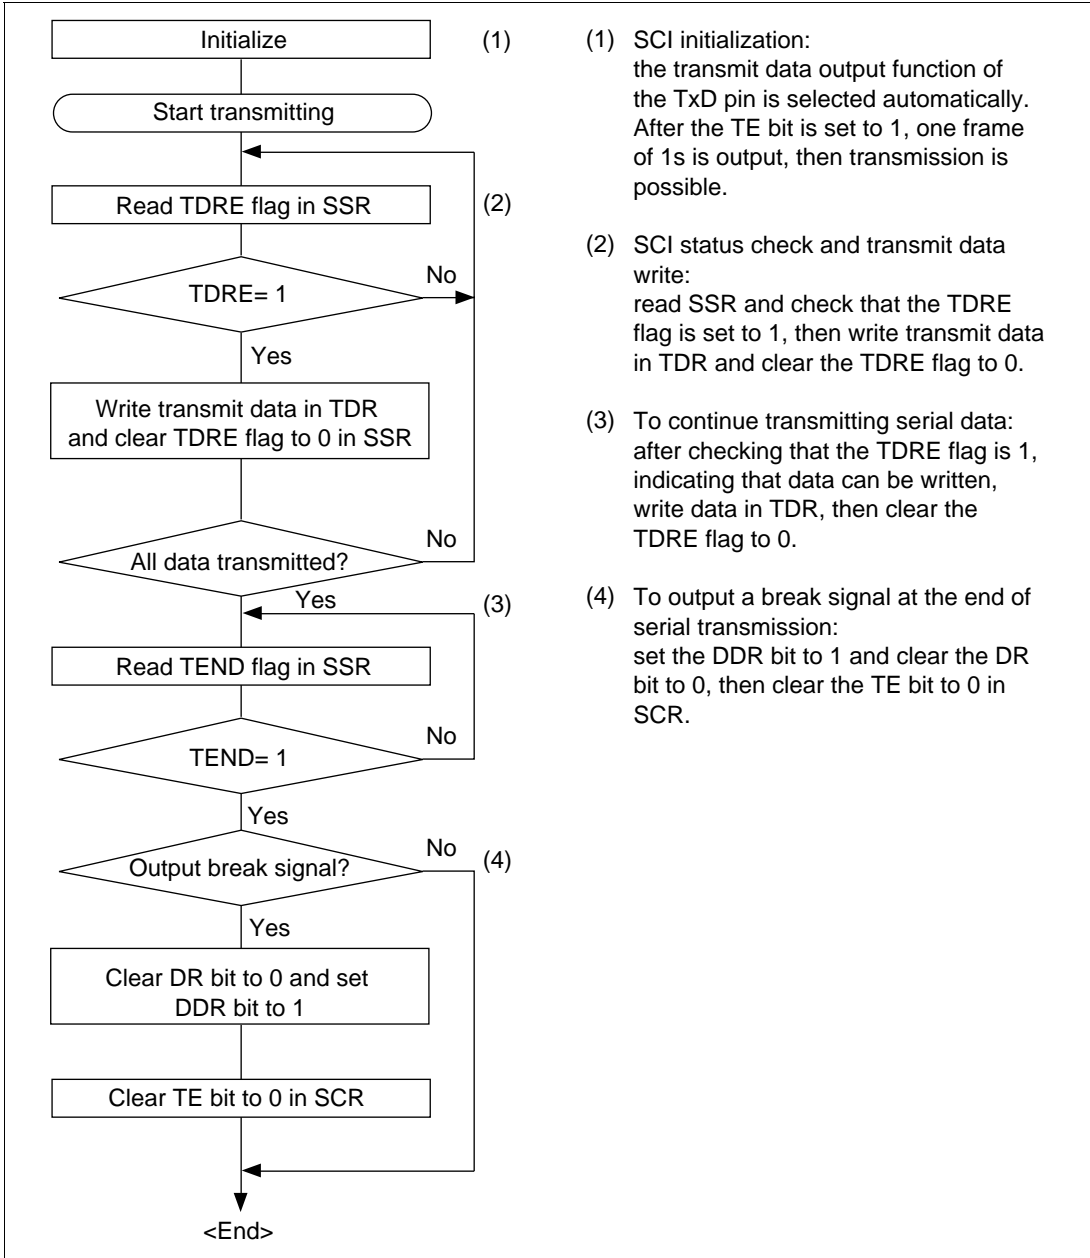 Initialize
(1)
Start transmitting
Read TDRE flag in SSR
(2)
TDRE= 1
No
Yes
Write transmit data in TDR
and clear TDRE flag to 0 in SSR
All data transmitted?
No
Yes
(3)
Read TEND flag in SSR
TEND= 1
No
Yes
Output break signal?
No
(4)
Yes
Clear DR bit to 0 and set
DDR bit to 1
Clear TE bit to 0 in SCR
<End>
(1) SCI initialization:
the transmit data output function of
the TxD pin is selected automatically.
After the TE bit is set to 1, one frame
of 1s is output, then transmission is
possible.
(2) SCI status check and transmit data
write:
read SSR and check that the TDRE
flag is set to 1, then write transmit data
in TDR and clear the TDRE flag to 0.
(3) To continue transmitting serial data:
after checking that the TDRE flag is 1,
indicating that data can be written,
write data in TDR, then clear the
TDRE flag to 0.
(4) To output a break signal at the end of
serial transmission:
set the DDR bit to 1 and clear the DR
bit to 0, then clear the TE bit to 0 in
SCR.